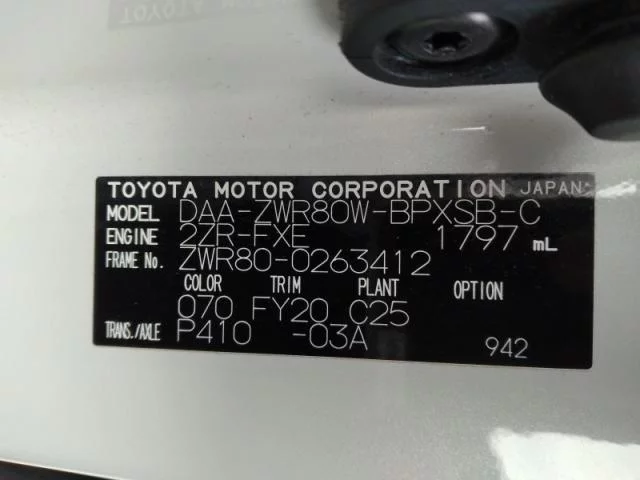 TOYOTA MOTOR CORPORATION JAPAN
MODEL DAA-ZWR80W-BPXSB-C
ENGINE 2ZR-FXE 1797 mL
FRAME No. ZWR80-0263412
COLOR TRIM PLANT OPTION
070 FY20 C25
TRANS./AXLE P410 -03A 942